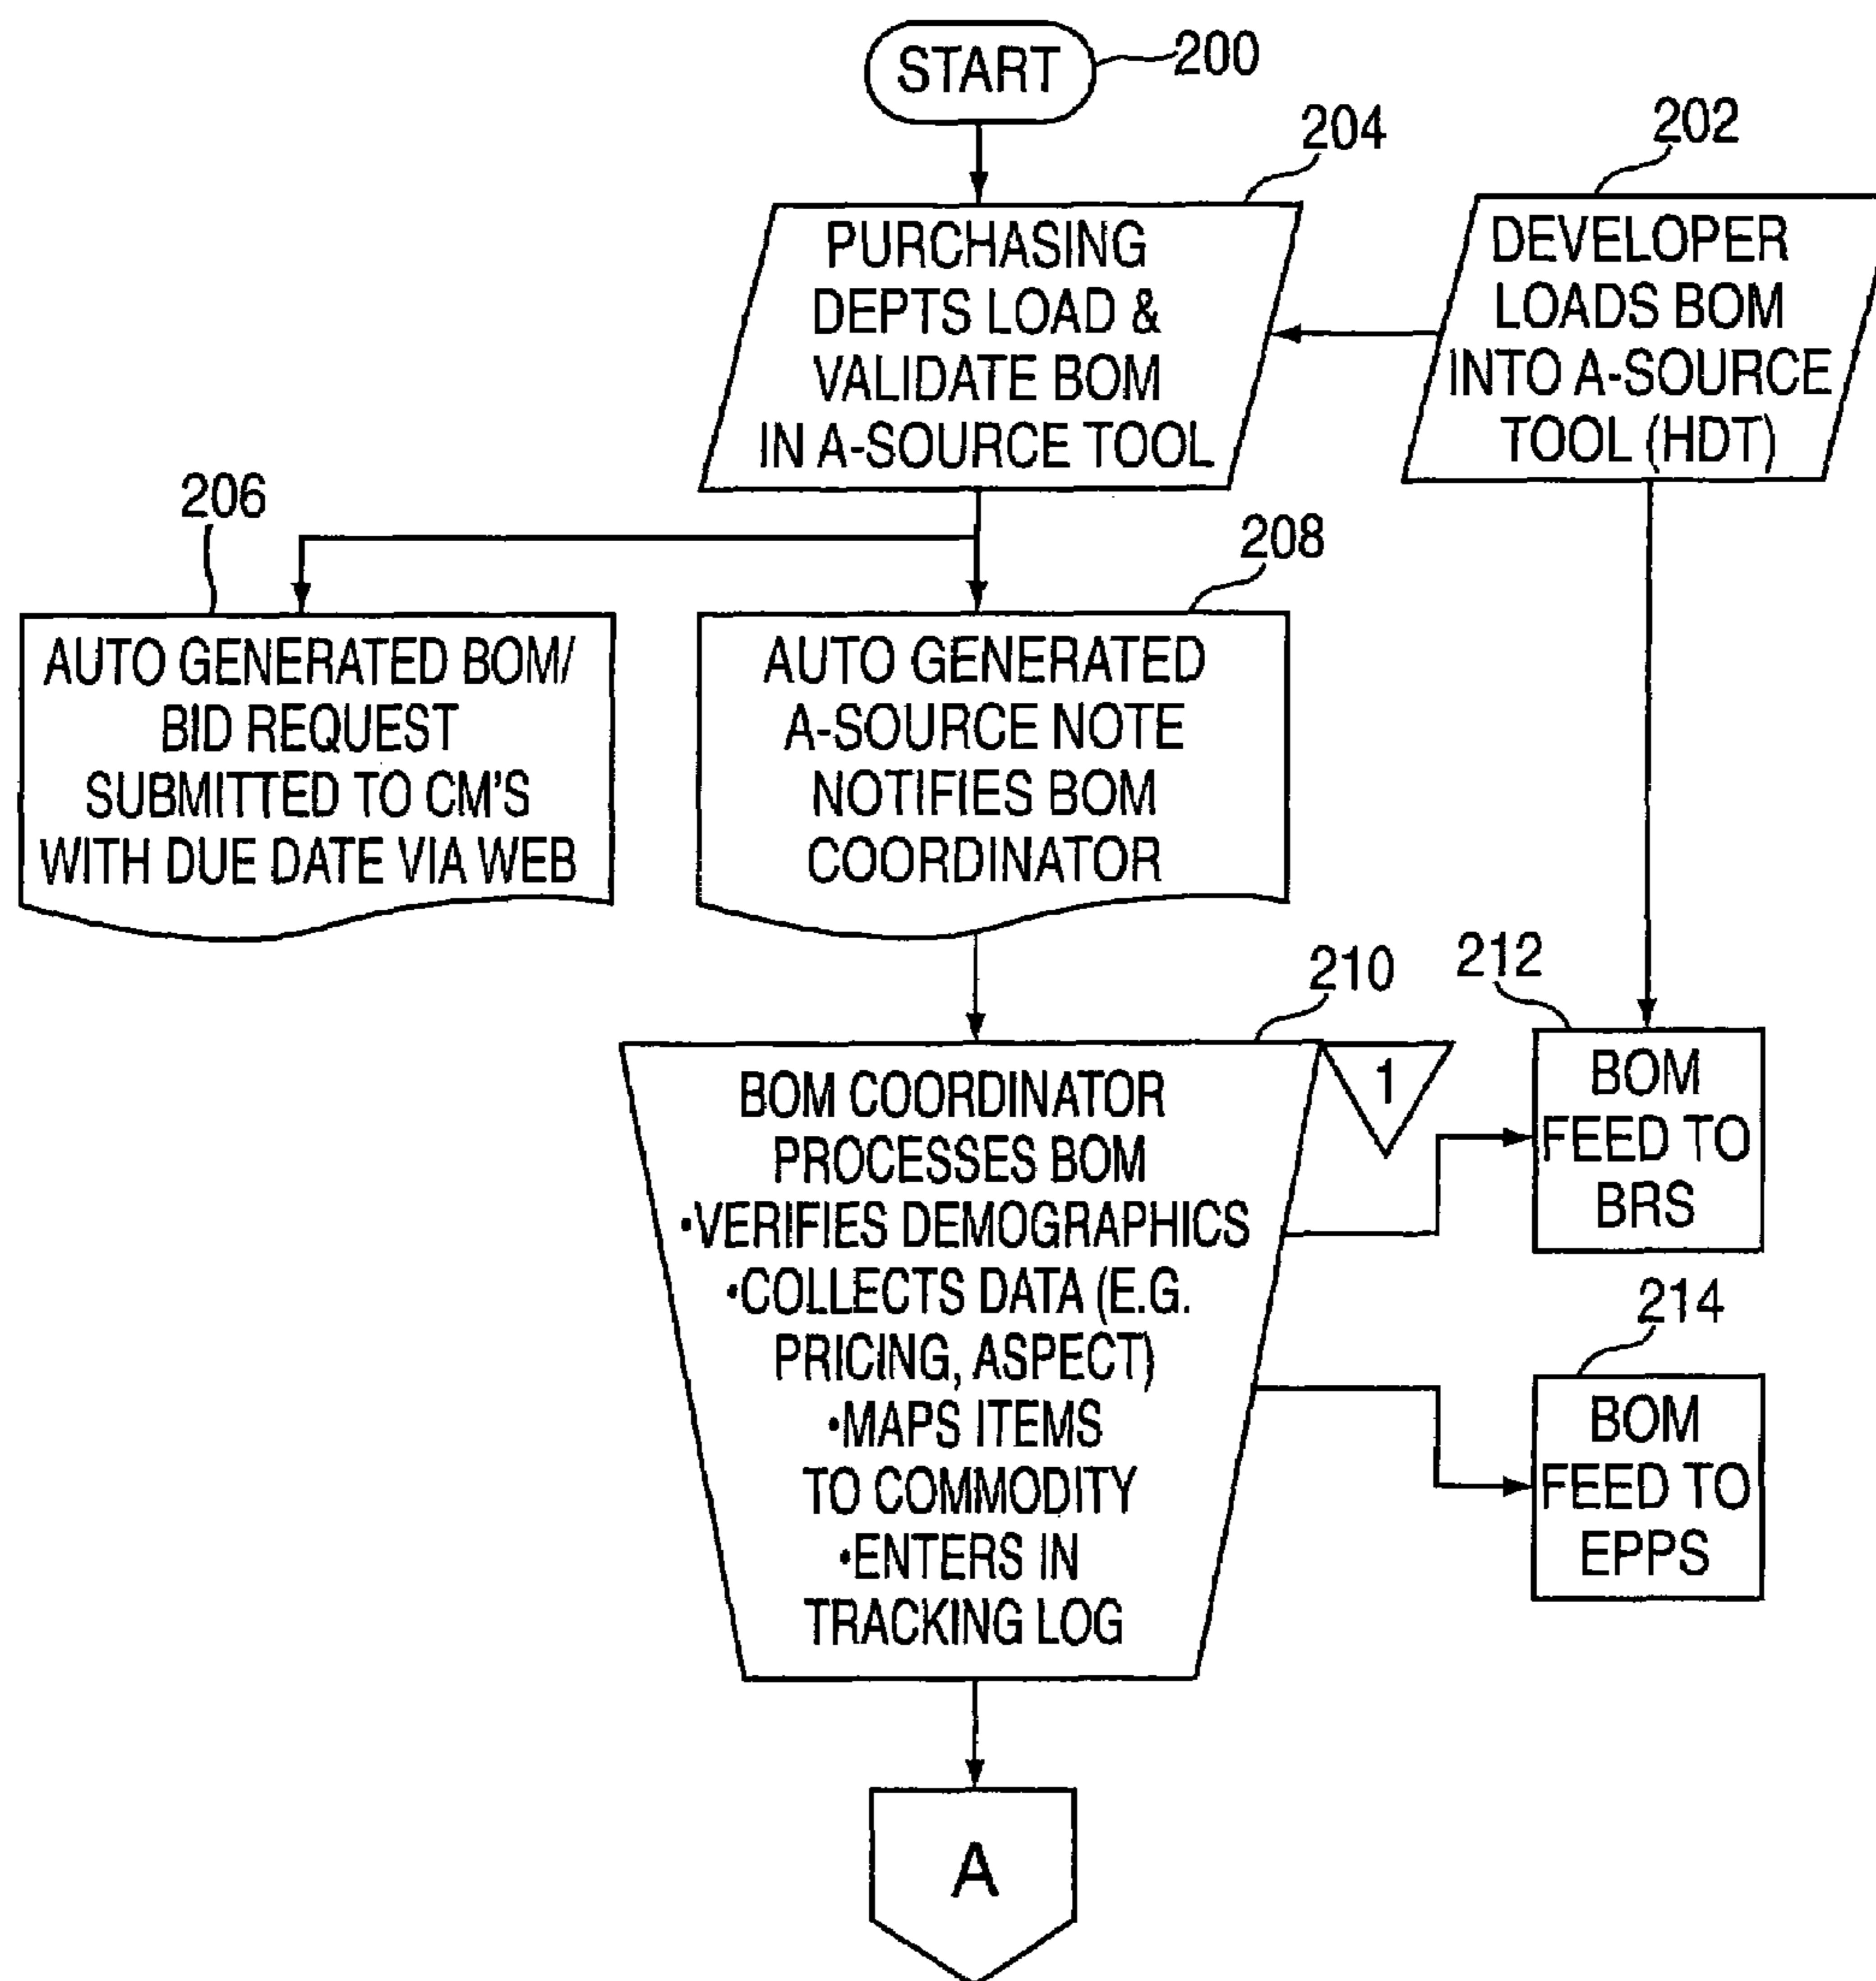 START
200
204
202
PURCHASING
DEPTS LOAD &
VALIDATE BOM
IN A-SOURCE TOOL
DEVELOPER
LOADS BOM
INTO A-SOURCE
TOOL (HDT)
206
208
AUTO GENERATED BOM/
BID REQUEST
SUBMITTED TO CM'S
WITH DUE DATE VIA WEB
AUTO GENERATED
A-SOURCE NOTE
NOTIFIES BOM
COORDINATOR
210
212
BOM COORDINATOR
PROCESSES BOM
•VERIFIES DEMOGRAPHICS
•COLLECTS DATA (E.G.
PRICING, ASPECT)
•MAPS ITEMS
TO COMMODITY
•ENTERS IN
TRACKING LOG
1
BOM
FEED TO
BRS
214
BOM
FEED TO
EPPS
A